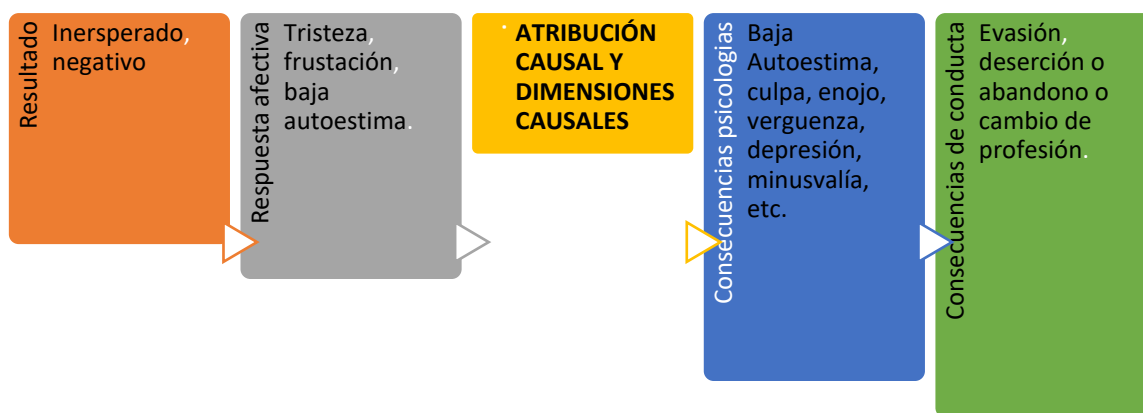 Resultado
Inersperado,
negativo
Respuesta afectiva
Tristeza,
frustación,
baja
autoestima.
· ATRIBUCIÓN
CAUSAL Y
DIMENSIONES
CAUSALES
Consecuencias psicologias
Baja
Autoestima,
culpa, enojo,
verguenza,
depresión,
minusvalía,
etc.
Consecuencias de conducta
Evasión,
deserción o
abandono o
cambio de
profesión.